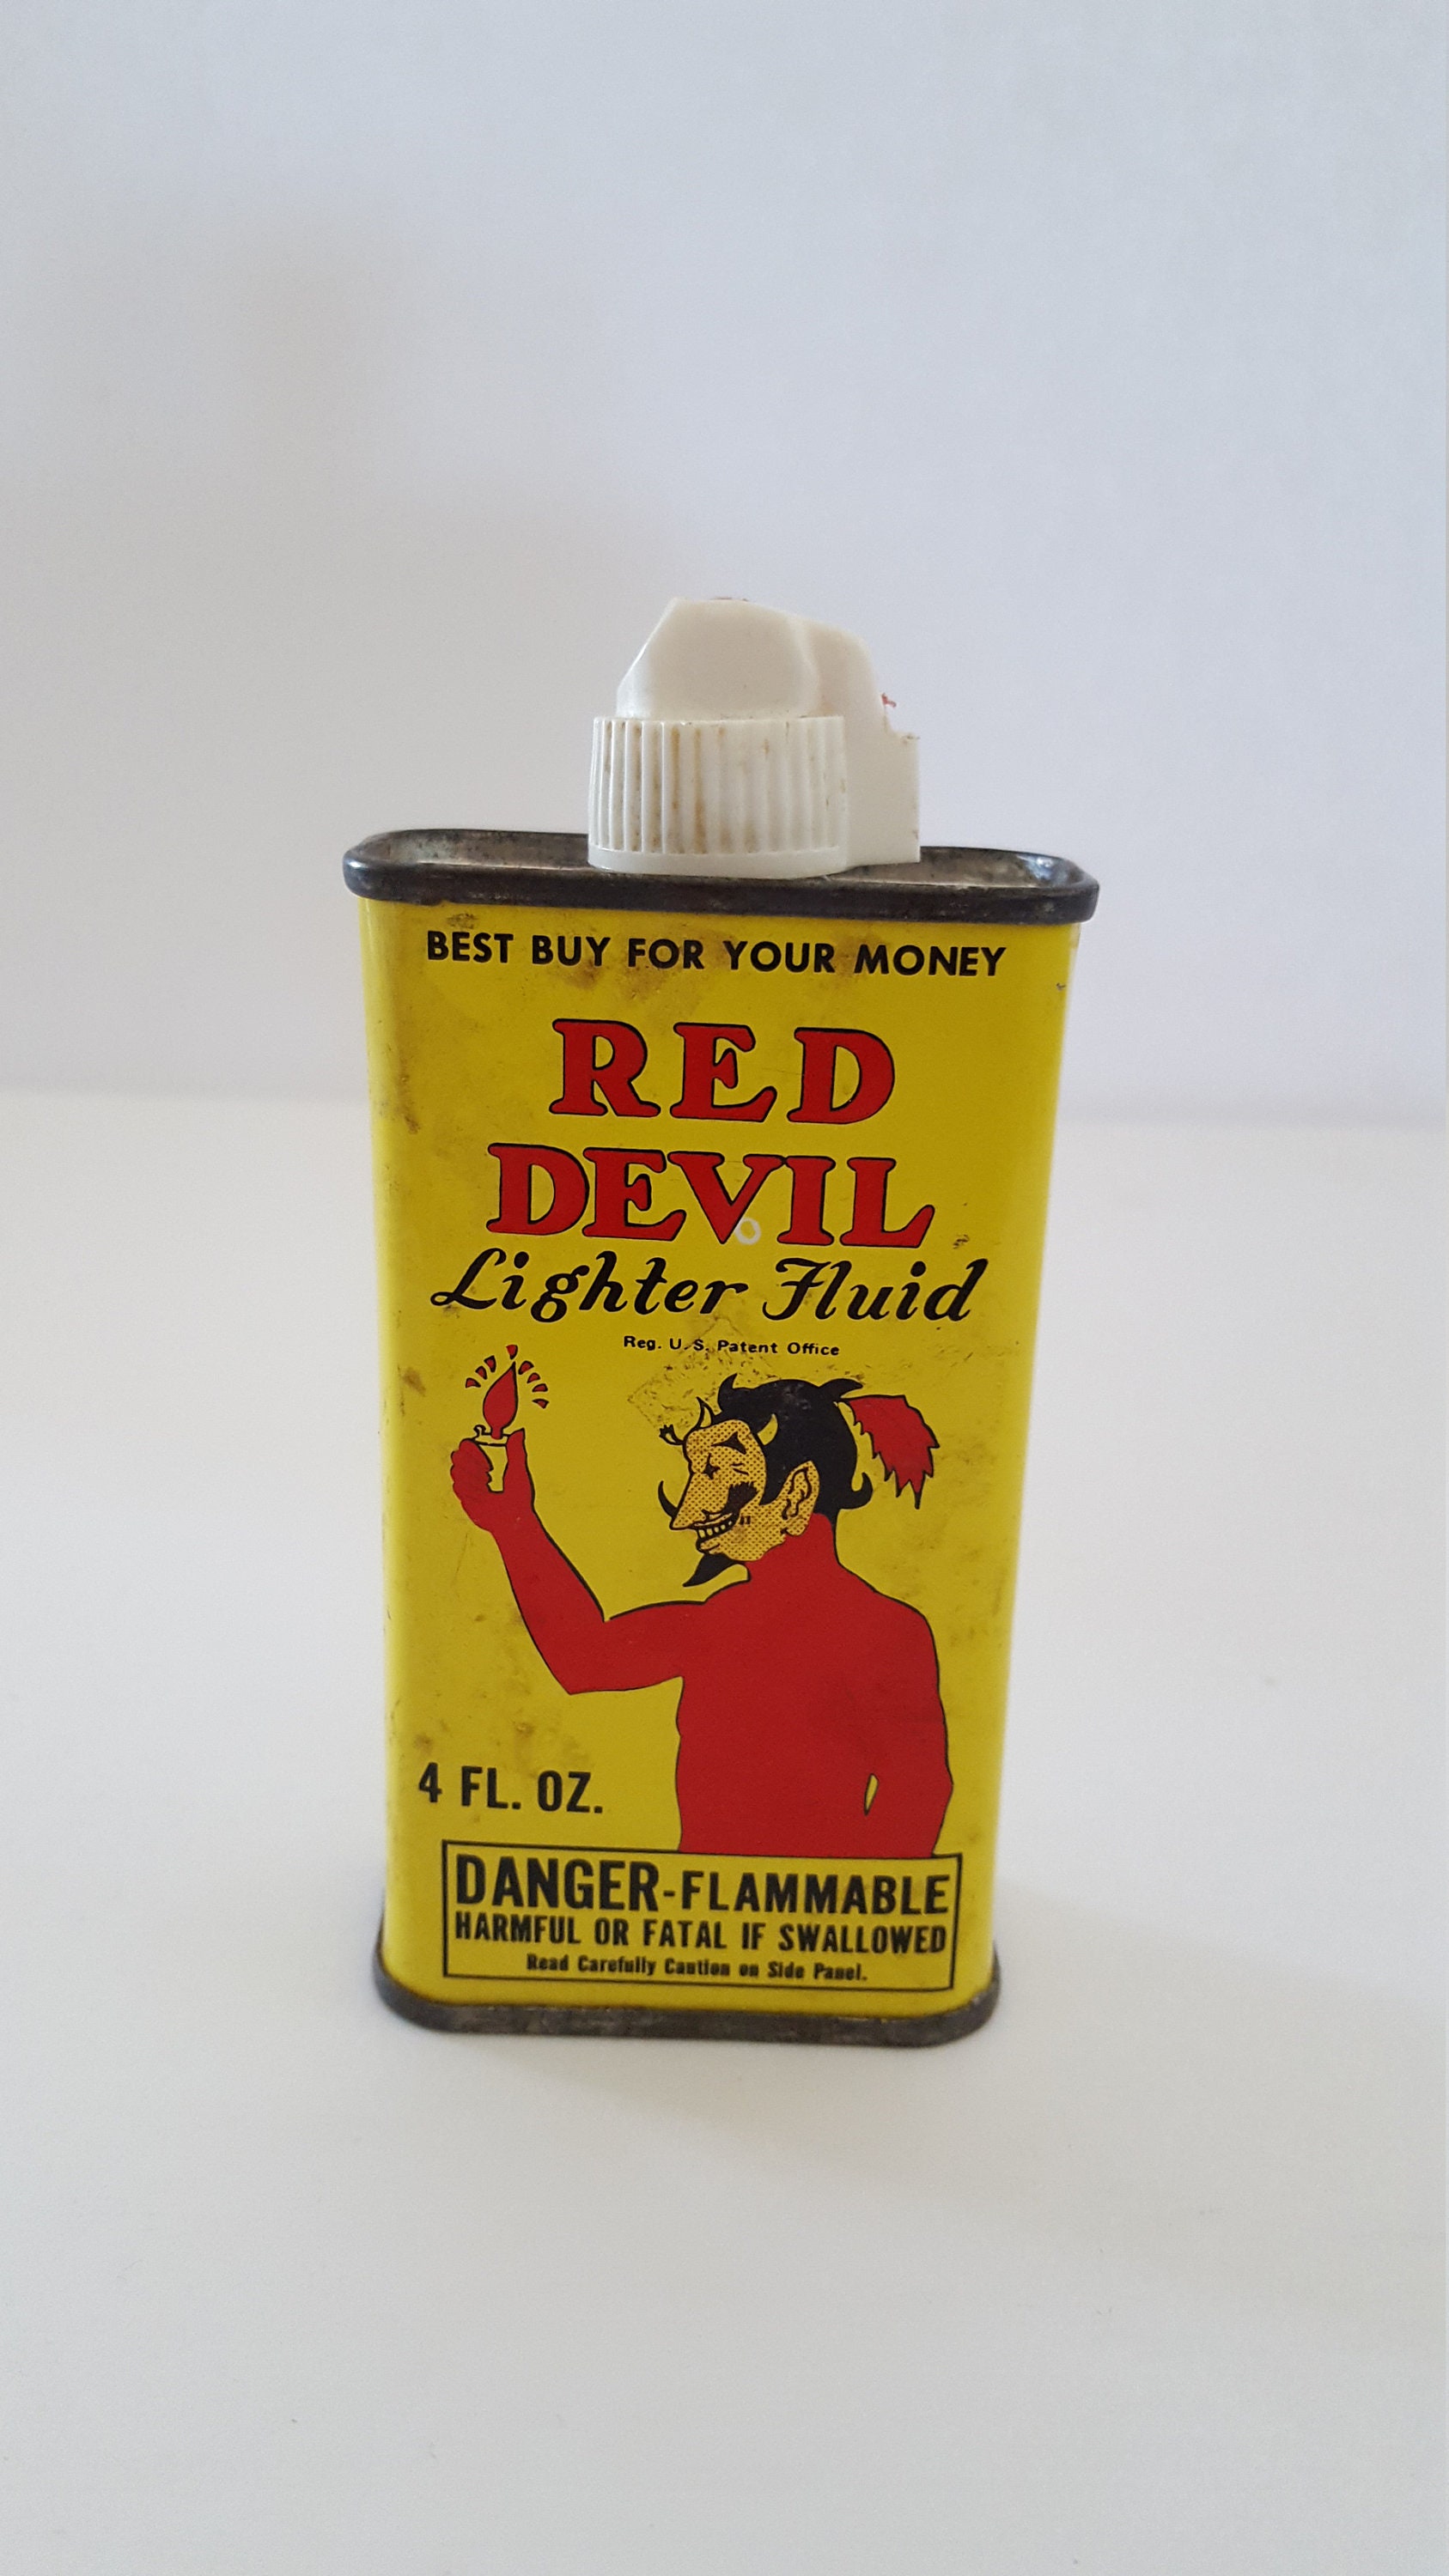 BEST BUY FOR YOUR MONEY
RED
DEVIL
Lighter Fluid
Reg. U.S. Patent Office
4 FL. OZ.
DANGER-FLAMMABLE
HARMFUL OR FATAL IF SWALLOWED
Read Carefully Caution on Side Panel.